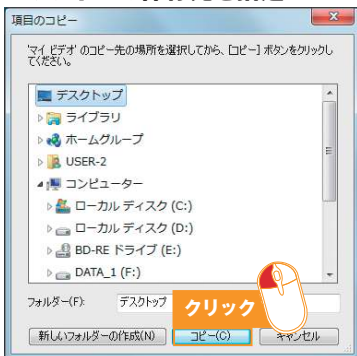 項目のコピー
'マイ ビデオ' のコピー先の場所を選択してから、[コピー] ボタンをクリックし
てください。
デスクトップ
ライブラリ
ホームグループ
USER-2
コンピューター
ローカル ディスク (C:)
ローカル ディスク (D:)
BD-RE ドライブ (E:)
DATA_1 (F:)
フォルダー(F):
デスクトップ
クリック
新しいフォルダーの作成(N)
コピー(C)
キャンセル